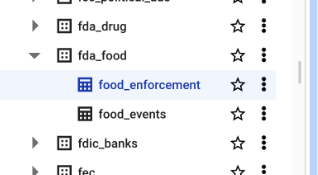 fda_drug
fda_food
food_enforcement
food_events
fdic_banks
fec